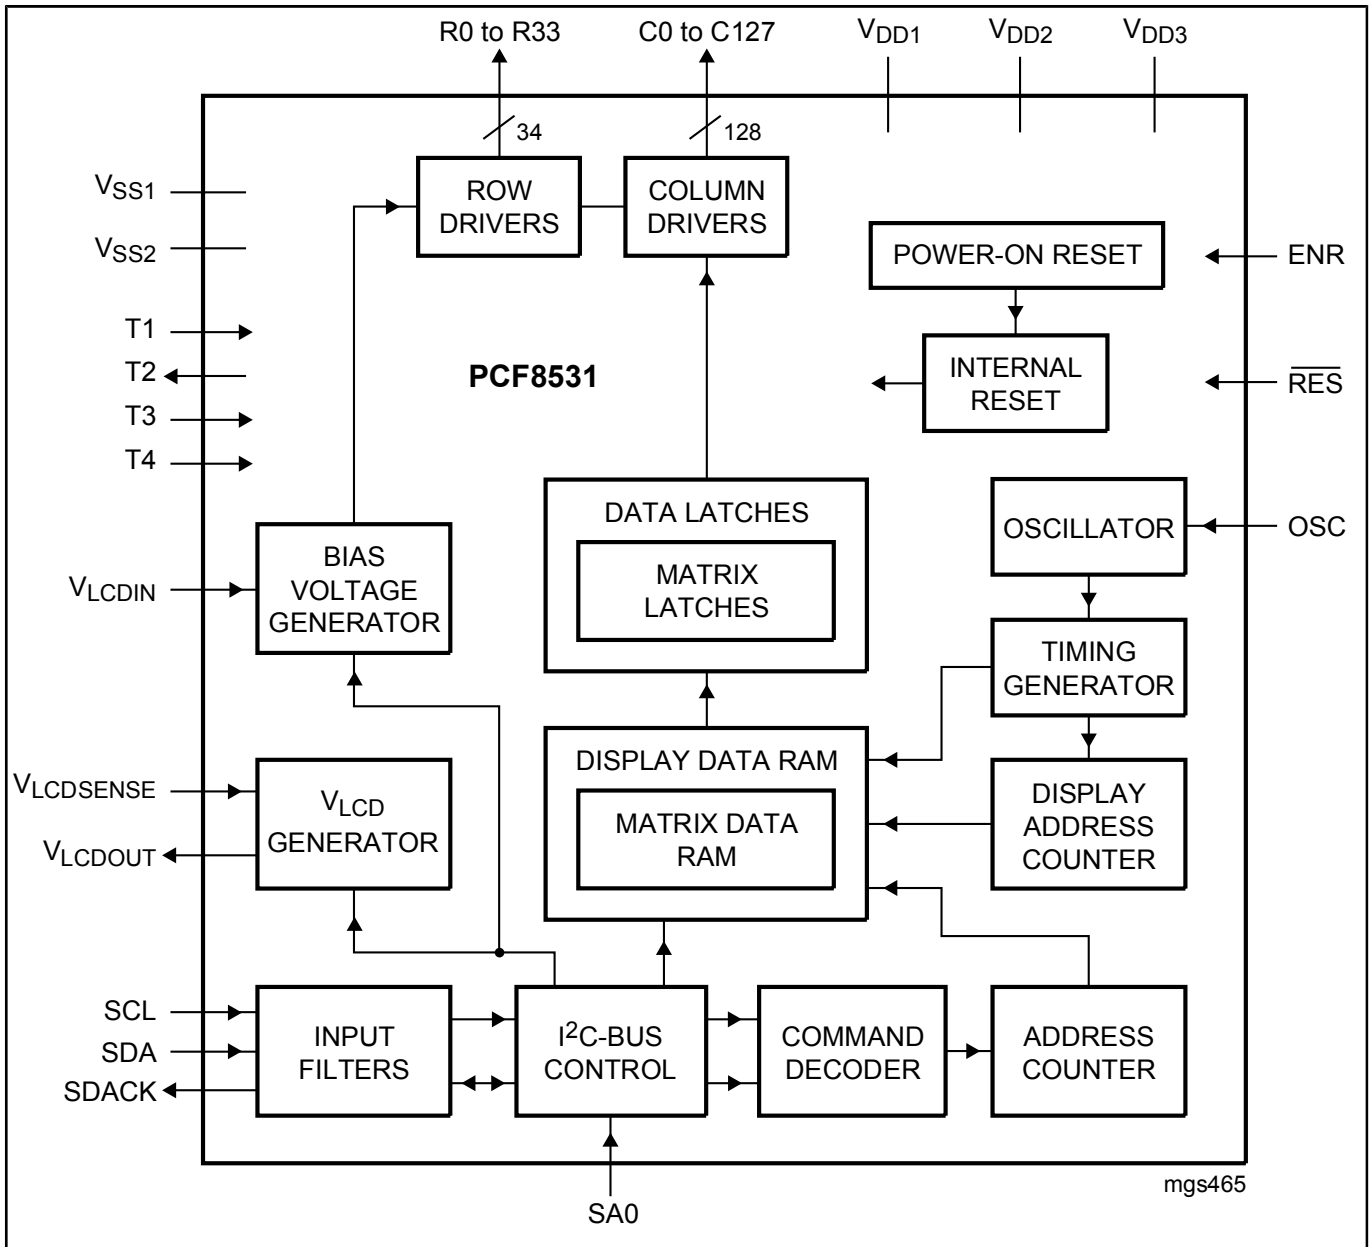 R0 to R33
C0 to C127
VDD1
VDD2
VDD3
34
128
VSS1
ROW
DRIVERS
COLUMN
DRIVERS
VSS2
POWER-ON RESET
ENR
T1
T2
T3
T4
PCF8531
INTERNAL
RESET
RES
DATA LATCHES
MATRIX
LATCHES
OSCILLATOR
OSC
VLCDIN
BIAS
VOLTAGE
GENERATOR
TIMING
GENERATOR
DISPLAY DATA RAM
MATRIX DATA
RAM
DISPLAY
ADDRESS
COUNTER
VLCDSENSE
VLCDOUT
VLCD
GENERATOR
SCL
SDA
SDACK
INPUT
FILTERS
I2C-BUS
CONTROL
COMMAND
DECODER
ADDRESS
COUNTER
SA0
mgs465